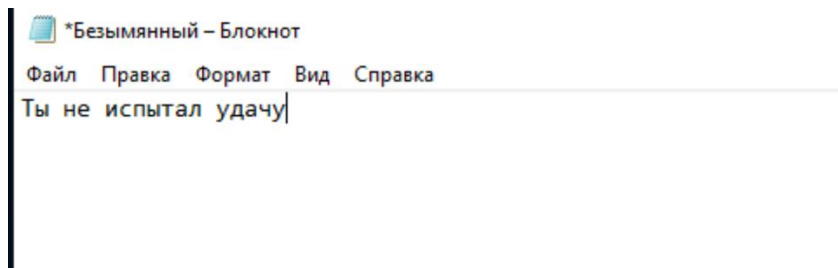 *Безымянный – Блокнот
Файл Правка Формат Вид Справка
Ты не испытал удачу